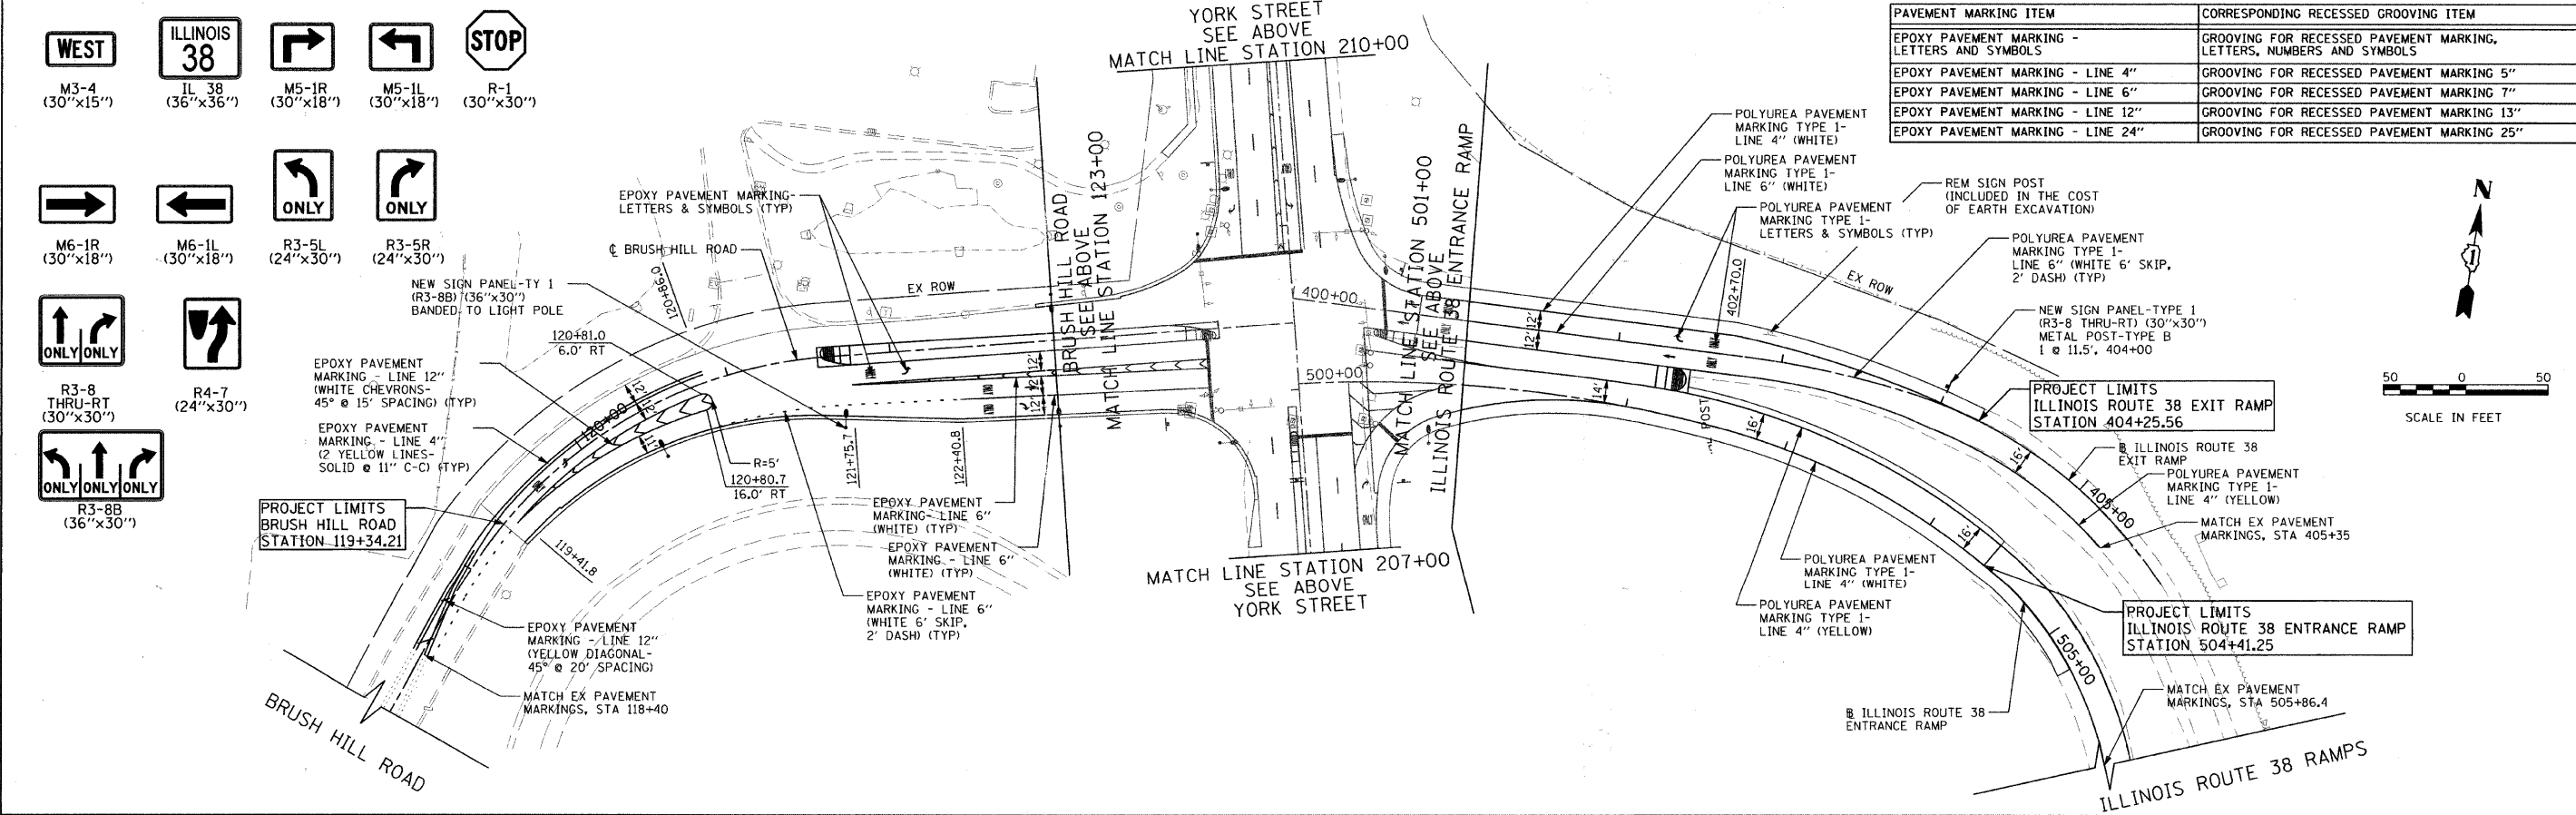 WEST
M3-4
(30"x15")
ILLINOIS
38
IL 38
(36"x36")
M5-1R
(30"x18")
M5-1L
(30"x18")
STOP
R-1
(30"x30")
M6-1R
(30"x18")
M6-1L
(30"x18")
ONLY
R3-5L
(24"x30")
ONLY
R3-5R
(24"x30")
ONLY ONLY
R3-8
THRU-RT
(30"x30")
R4-7
(24"x30")
ONLY ONLY ONLY
R3-8B
(36"x30")
YORK STREET
SEE ABOVE
MATCH LINE STATION 210+00
PAVEMENT MARKING ITEM
CORRESPONDING RECESSED GROOVING ITEM
EPOXY PAVEMENT MARKING -
LETTERS AND SYMBOLS
GROOVING FOR RECESSED PAVEMENT MARKING,
LETTERS, NUMBERS AND SYMBOLS
EPOXY PAVEMENT MARKING - LINE 4"
GROOVING FOR RECESSED PAVEMENT MARKING 5"
EPOXY PAVEMENT MARKING - LINE 6"
GROOVING FOR RECESSED PAVEMENT MARKING 7"
EPOXY PAVEMENT MARKING - LINE 12"
GROOVING FOR RECESSED PAVEMENT MARKING 13"
EPOXY PAVEMENT MARKING - LINE 24"
GROOVING FOR RECESSED PAVEMENT MARKING 25"
EPOXY PAVEMENT MARKING-
LETTERS & SYMBOLS (TYP)
℄ BRUSH HILL ROAD
120+86.0
NEW SIGN PANEL-TY 1
(R3-8B) (36"x30")
BANDED TO LIGHT POLE
120+81.0
6.0' RT
EX ROW
EPOXY PAVEMENT
MARKING - LINE 12"
(WHITE CHEVRONS-
45° @ 15' SPACING) (TYP)
EPOXY PAVEMENT
MARKING - LINE 4"
(2 YELLOW LINES-
SOLID @ 11" C-C) (TYP)
PROJECT LIMITS
BRUSH HILL ROAD
STATION 119+34.21
120+00
12'
12'
11'
R=5'
120+80.7
16.0' RT
121+75.7
122+40.8
119+41.8
12'
12'
12'
BRUSH HILL ROAD
SEE ABOVE
MATCH LINE STATION 123+00
EPOXY PAVEMENT
MARKING- LINE 6"
(WHITE) (TYP)
EPOXY PAVEMENT
MARKING - LINE 6"
(WHITE) (TYP)
EPOXY PAVEMENT
MARKING - LINE 6"
(WHITE 6' SKIP,
2' DASH) (TYP)
EPOXY PAVEMENT
MARKING - LINE 12"
(YELLOW DIAGONAL-
45° @ 20' SPACING)
MATCH EX PAVEMENT
MARKINGS, STA 118+40
BRUSH HILL ROAD
MATCH LINE STATION 207+00
SEE ABOVE
YORK STREET
400+00
500+00
MATCH LINE STATION 501+00
SEE ABOVE
ILLINOIS ROUTE 38 ENTRANCE RAMP
POLYUREA PAVEMENT
MARKING TYPE 1-
LINE 4" (WHITE)
POLYUREA PAVEMENT
MARKING TYPE 1-
LINE 6" (WHITE)
POLYUREA PAVEMENT
MARKING TYPE 1-
LETTERS & SYMBOLS (TYP)
REM SIGN POST
(INCLUDED IN THE COST
OF EARTH EXCAVATION)
POLYUREA PAVEMENT
MARKING TYPE 1-
LINE 6" (WHITE 6' SKIP,
2' DASH) (TYP)
NEW SIGN PANEL-TYPE 1
(R3-8 THRU-RT) (30"x30")
METAL POST-TYPE B
1 @ 11.5', 404+00
402+70.0
EX ROW
12'
12'
14'
POST
16'
16'
16'
PROJECT LIMITS
ILLINOIS ROUTE 38 EXIT RAMP
STATION 404+25.56
B ILLINOIS ROUTE 38
EXIT RAMP
POLYUREA PAVEMENT
MARKING TYPE 1-
LINE 4" (YELLOW)
405+00
MATCH EX PAVEMENT
MARKINGS, STA 405+35
POLYUREA PAVEMENT
MARKING TYPE 1-
LINE 4" (WHITE)
POLYUREA PAVEMENT
MARKING TYPE 1-
LINE 4" (YELLOW)
PROJECT LIMITS
ILLINOIS ROUTE 38 ENTRANCE RAMP
STATION 504+41.25
505+00
B ILLINOIS ROUTE 38
ENTRANCE RAMP
MATCH EX PAVEMENT
MARKINGS, STA 505+86.4
ILLINOIS ROUTE 38 RAMPS
N
50 0 50
SCALE IN FEET